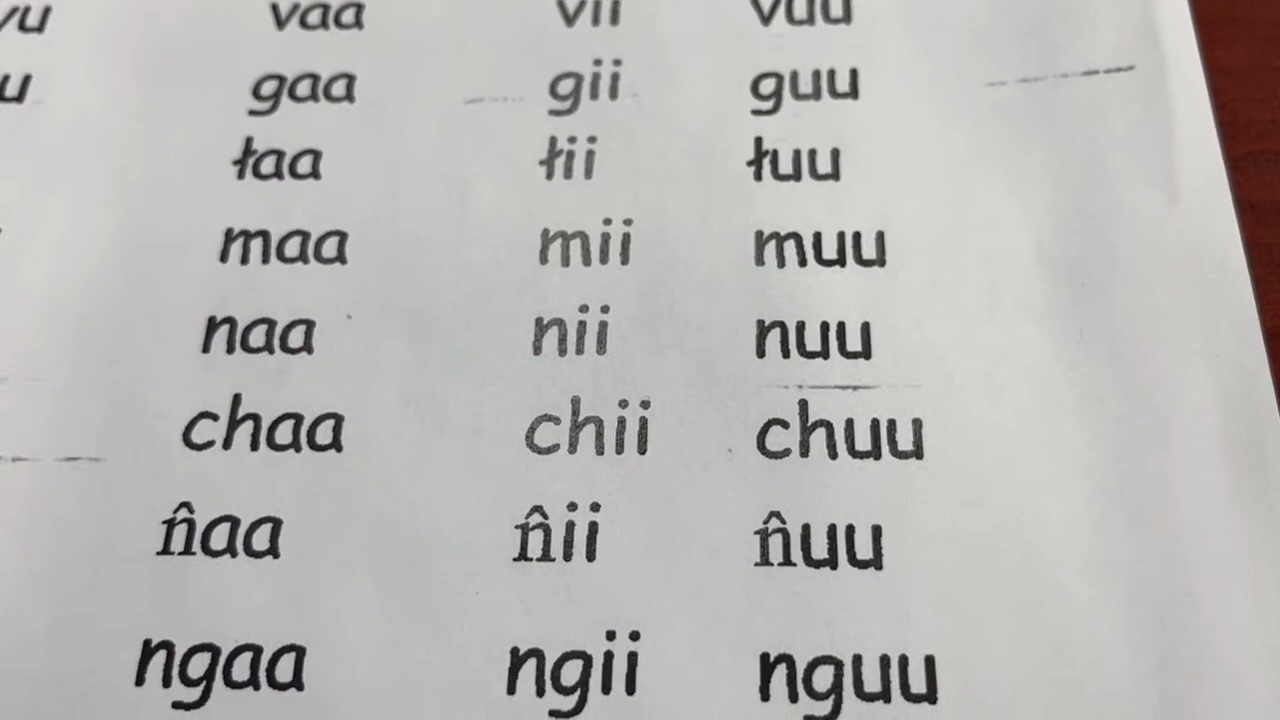 vu vaa vii vuu
u gaa gii guu
łaa łii łuu
maa mii muu
naa nii nuu
chaa chii chuu
n̂aa n̂ii n̂uu
ngaa ngii nguu